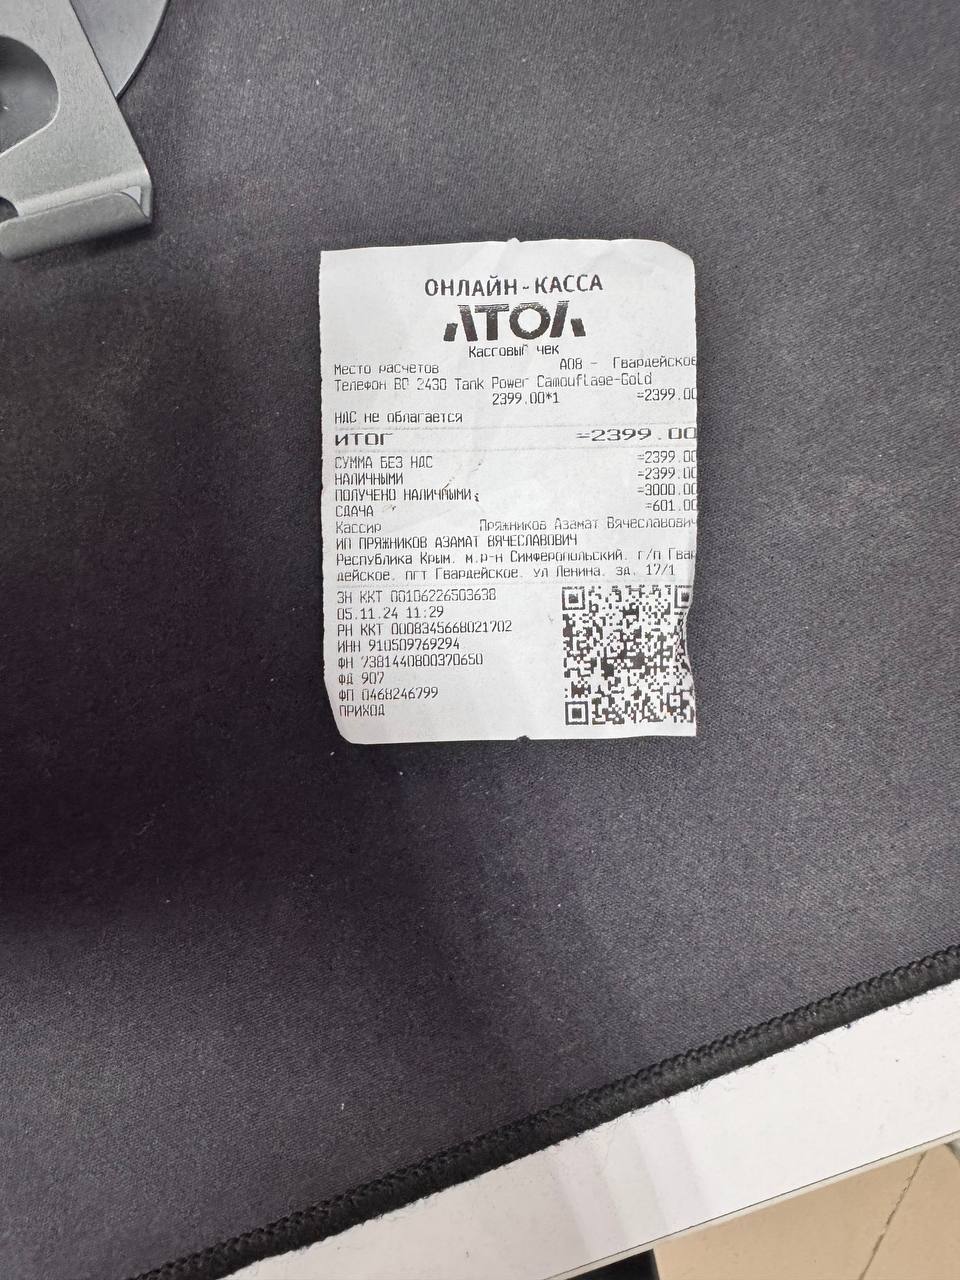 ОНЛАЙН-КАССА
АТОЛ
Кассовый чек
Место расчетов А08 - Гвардейское
Телефон BQ 2430 Tank Power Camouflage-Gold
2399.00*1 =2399.00
НДС не облагается
ИТОГ =2399.00
СУММА БЕЗ НДС =2399.00
НАЛИЧНЫМИ =2399.00
ПОЛУЧЕНО НАЛИЧНЫМИ =3000.00
СДАЧА =601.00
Кассир Пряжников Азамат Вячеславович
ИП ПРЯЖНИКОВ АЗАМАТ ВЯЧЕСЛАВОВИЧ
Республика Крым, м.р-н Симферопольский, г/п Гвар
дейское, пгт Гвардейское, ул Ленина, зд. 17/1
ЗН ККТ 00106226503638
05.11.24 11:29
РН ККТ 0008345668021702
ИНН 910509769294
ФН 7381440800370650
ФД 907
ФП 0468246799
ПРИХОД